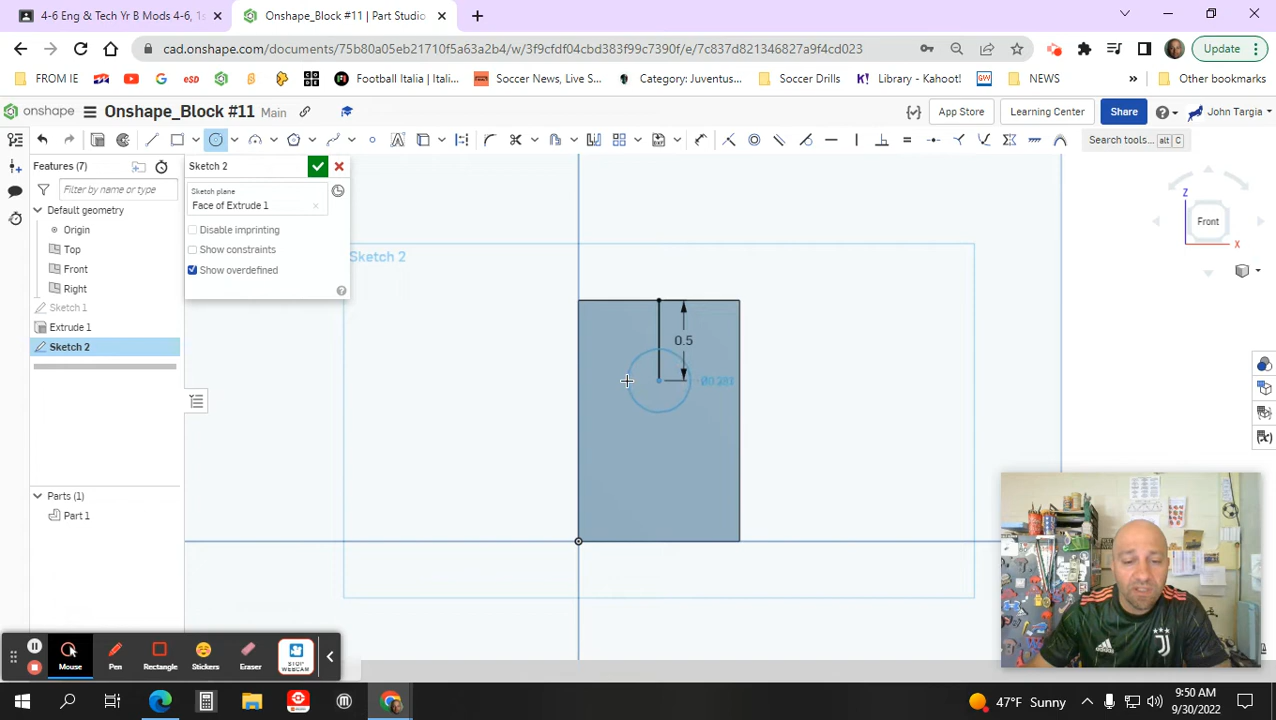 4-6 Eng & Tech Yr B Mods 4-6, 1s
Onshape_Block #11 | Part Studio
cad.onshape.com/documents/75b80a05eb21710f5a63a2b4/w/3f9cfdf04cbd383f99c7390f/e/7c837d821346827a9f4cd023
Update
FROM IE
esd
Football Italia | Itali...
Soccer News, Live S...
Category: Juventus...
Soccer Drills
Library - Kahoot!
GW
NEWS
Other bookmarks
onshape
Onshape_Block #11
Main
App Store
Learning Center
Share
John Targia
Search tools...
alt
C
Features (7)
Filter by name or type
Default geometry
Origin
Top
Front
Right
Sketch 1
Extrude 1
Sketch 2
Sketch 2
Sketch plane
Face of Extrude 1
Disable imprinting
Show constraints
Show overdefined
Sketch 2
0.5
Z
Front
X
Parts (1)
Part 1
Mouse
Pen
Rectangle
Stickers
Eraser
STOP
WEBCAM
47°F Sunny
9:50 AM
9/30/2022